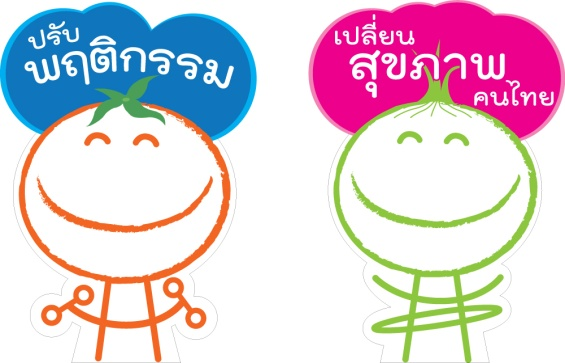 ปรับ
พฤติกรรม
เปลี่ยน
สุขภาพ
คนไทย